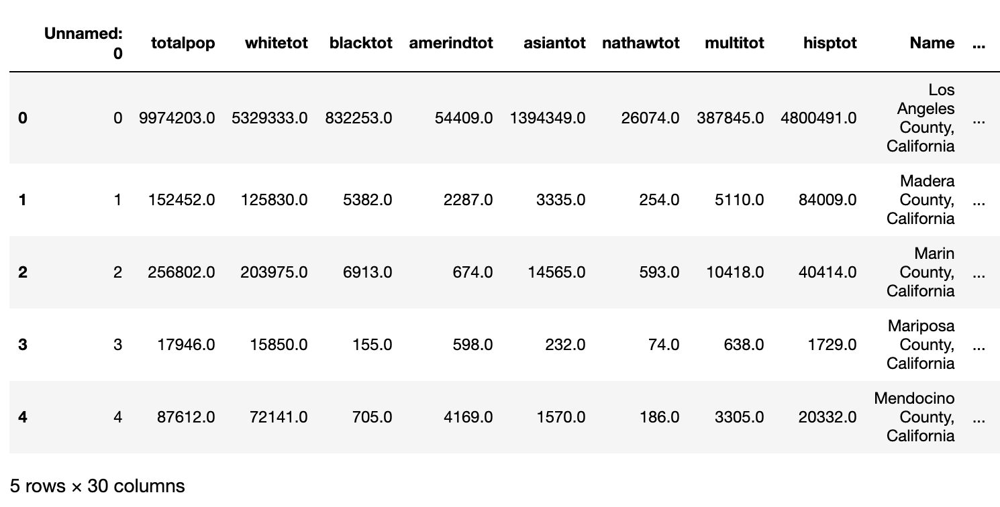 Unnamed: 0 totalpop whitetot blacktot amerindtot asiantot nathawtot multitot hisptot Name ...
0 0 9974203.0 5329333.0 832253.0 54409.0 1394349.0 26074.0 387845.0 4800491.0 Los Angeles County, California ...
1 1 152452.0 125830.0 5382.0 2287.0 3335.0 254.0 5110.0 84009.0 Madera County, California ...
2 2 256802.0 203975.0 6913.0 674.0 14565.0 593.0 10418.0 40414.0 Marin County, California ...
3 3 17946.0 15850.0 155.0 598.0 232.0 74.0 638.0 1729.0 Mariposa County, California ...
4 4 87612.0 72141.0 705.0 4169.0 1570.0 186.0 3305.0 20332.0 Mendocino County, California ...
5 rows × 30 columns